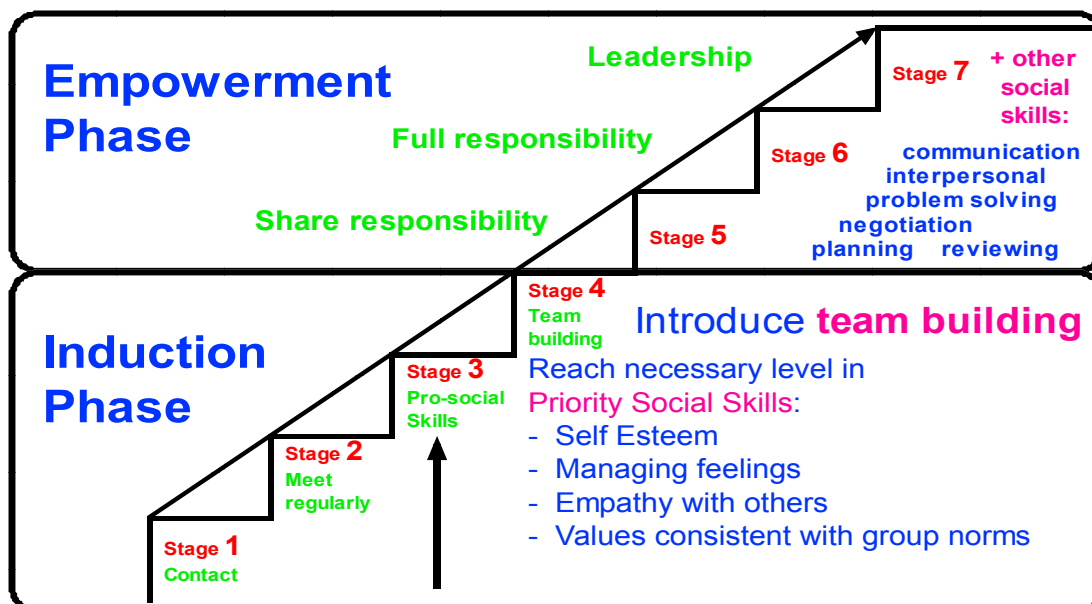 Empowerment
Phase
Leadership
Full responsibility
Share responsibility
Stage 7
Stage 6
Stage 5
+ other
social
skills:
communication
interpersonal
problem solving
negotiation
planning reviewing
Induction
Phase
Stage 4
Team
building
Stage 3
Pro-social
Skills
Stage 2
Meet
regularly
Stage 1
Contact
Introduce team building
Reach necessary level in
Priority Social Skills:
- Self Esteem
- Managing feelings
- Empathy with others
- Values consistent with group norms